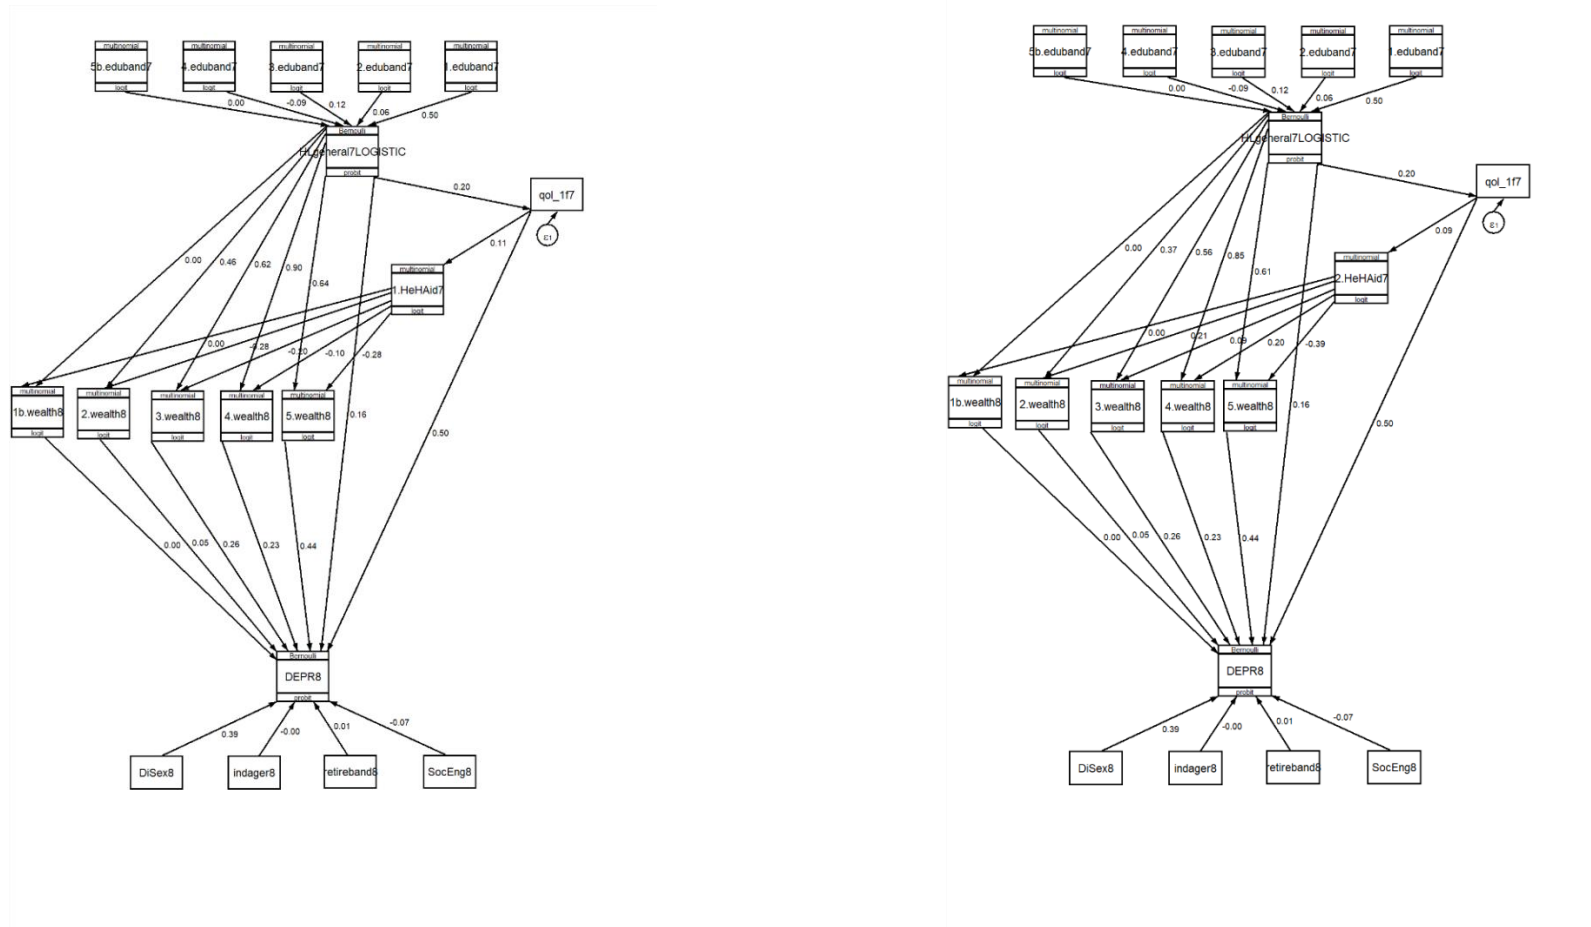 multinomial multinomial multinomial multinomial multinomial
5b.eduband7 4.eduband7 3.eduband7 2.eduband7 1.eduband7
logit logit logit logit logit
0.00 -0.09 0.12 0.06 0.50
Bernoulli
HLgeneral7LOGISTIC
probit
0.20
qol_1f7
ε1
0.11
0.00 0.46 0.62 0.90 0.64
multinomial
1.HeHAid7
logit
0.00 -0.28 -0.20 -0.10 -0.28
multinomial multinomial multinomial multinomial multinomial
1b.wealth8 2.wealth8 3.wealth8 4.wealth8 5.wealth8
logit logit logit logit logit
0.16
0.50
0.00 0.05 0.26 0.23 0.44
Bernoulli
DEPR8
probit
0.39 -0.00 0.01 -0.07
DiSex8 indager8 retireband8 SocEng8
multinomial multinomial multinomial multinomial multinomial
5b.eduband7 4.eduband7 3.eduband7 2.eduband7 1.eduband7
logit logit logit logit logit
0.00 -0.09 0.12 0.06 0.50
Bernoulli
HLgeneral7LOGISTIC
probit
0.20
qol_1f7
ε1
0.09
0.00 0.37 0.56 0.85 0.61
multinomial
2.HeHAid7
logit
0.00 0.21 0.09 0.20 -0.39
multinomial multinomial multinomial multinomial multinomial
1b.wealth8 2.wealth8 3.wealth8 4.wealth8 5.wealth8
logit logit logit logit logit
0.16
0.50
0.00 0.05 0.26 0.23 0.44
Bernoulli
DEPR8
probit
0.39 -0.00 0.01 -0.07
DiSex8 indager8 retireband8 SocEng8